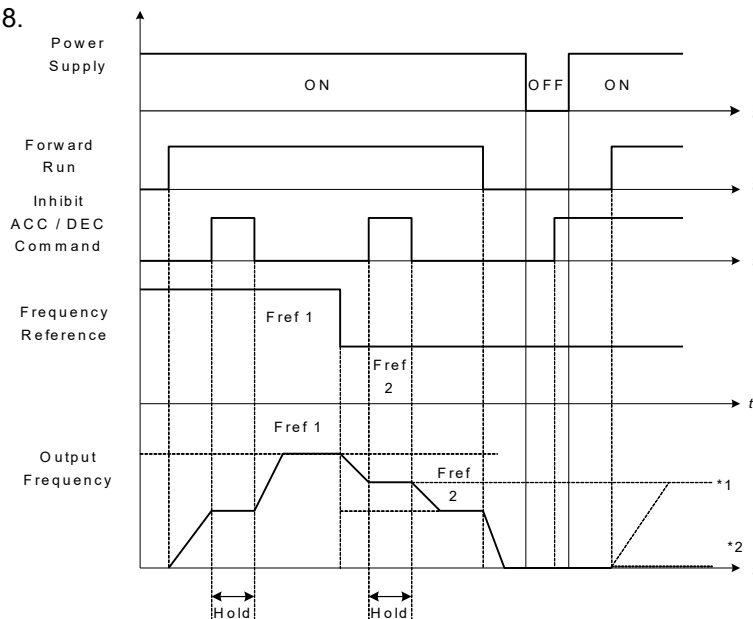 8.
Power
Supply
ON
OFF
ON
Forward
Run
Inhibit
ACC / DEC
Command
Frequency
Reference
Fref 1
Fref
2
t
Fref 1
Output
Frequency
Fref
2
*1
*2
Hold
Hold